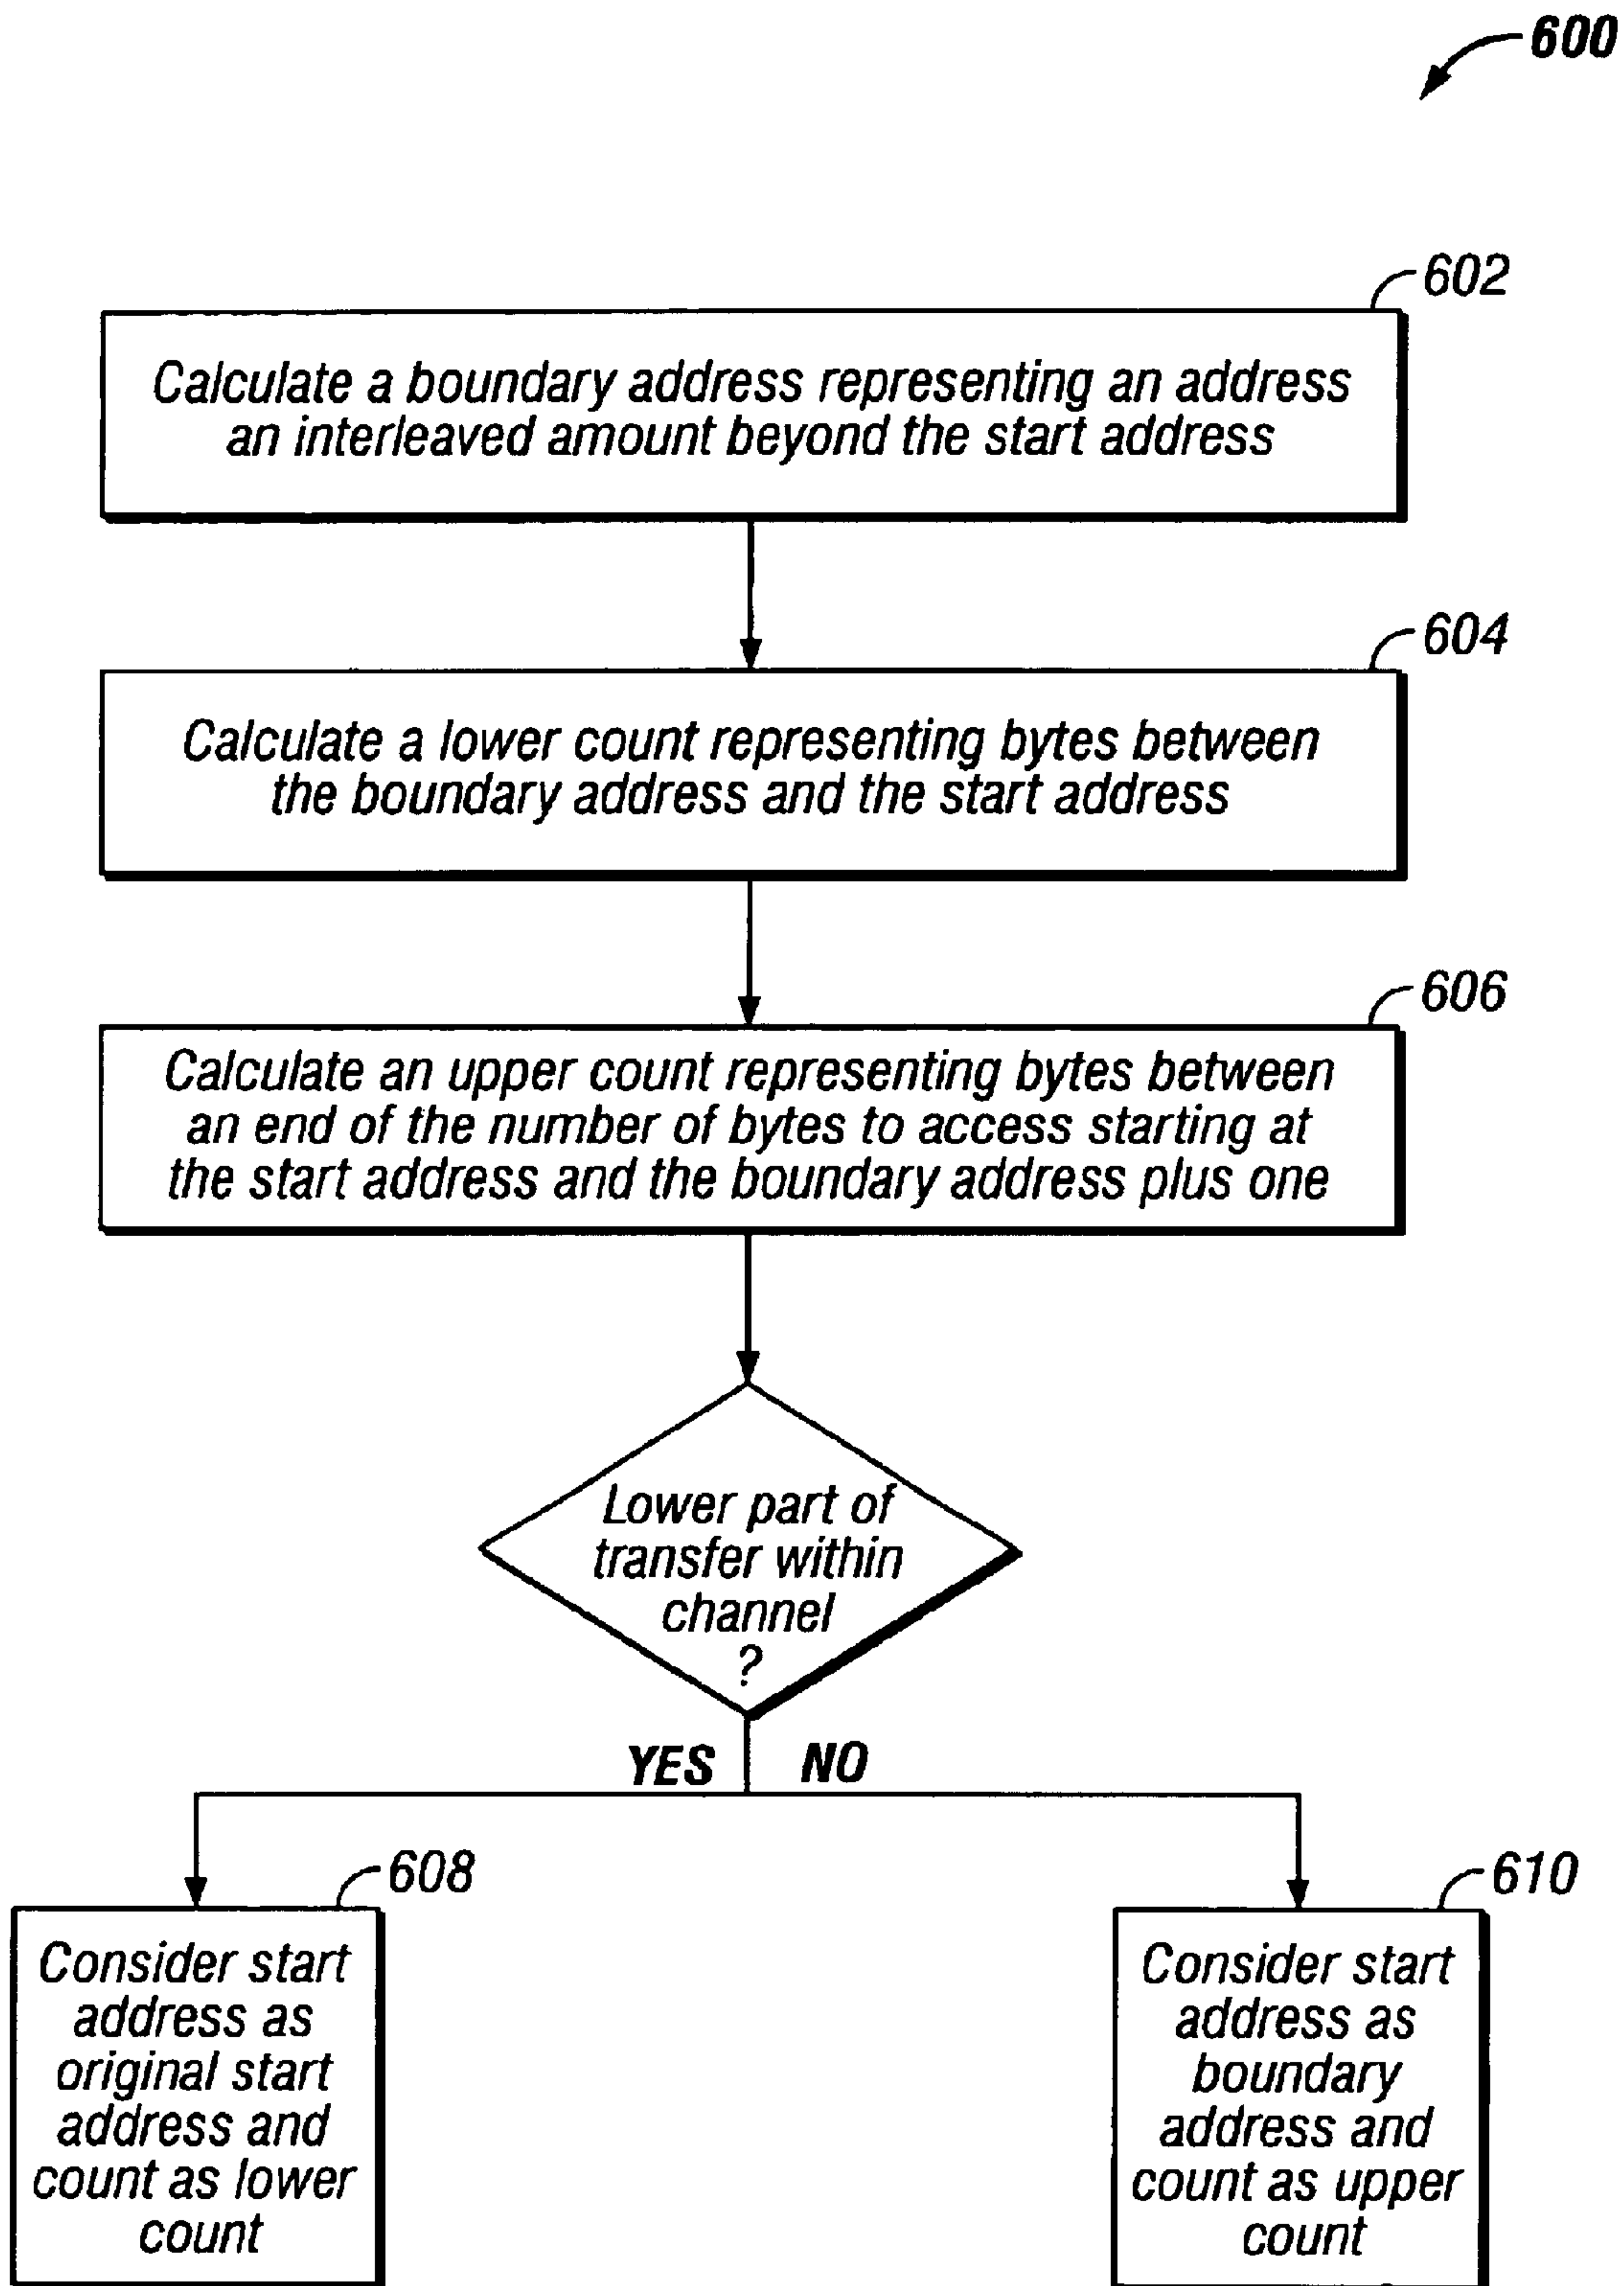 600
602
Calculate a boundary address representing an address
an interleaved amount beyond the start address
604
Calculate a lower count representing bytes between
the boundary address and the start address
606
Calculate an upper count representing bytes between
an end of the number of bytes to access starting at
the start address and the boundary address plus one
Lower part of
transfer within
channel
?
YES NO
608
Consider start
address as
original start
address and
count as lower
count
610
Consider start
address as
boundary
address and
count as upper
count